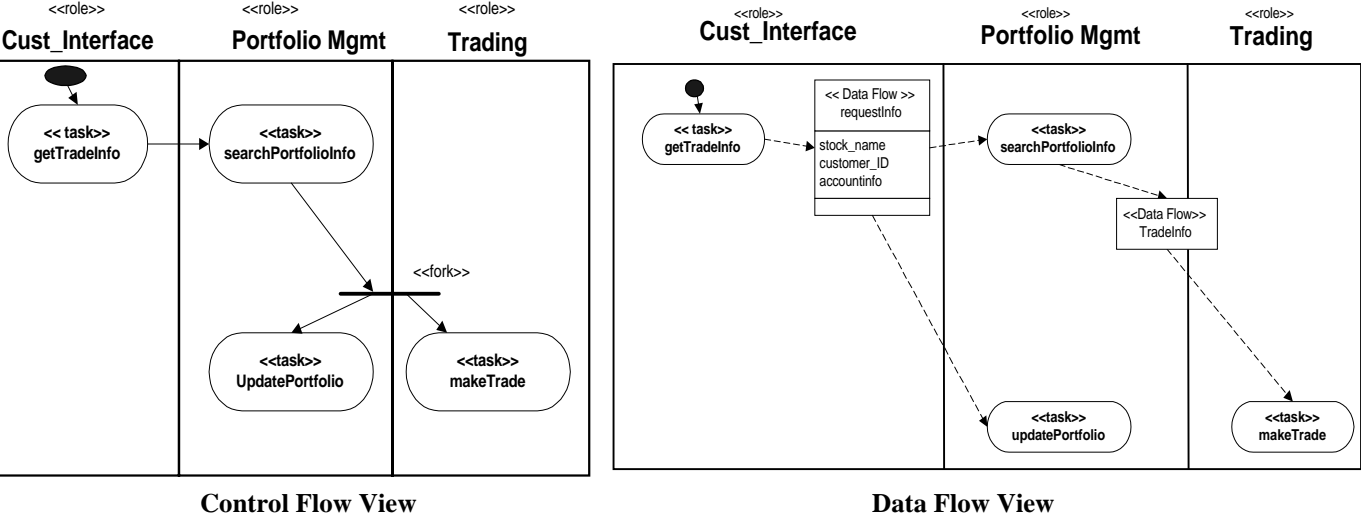 <<role>>
Cust_Interface
<<role>>
Portfolio Mgmt
<<role>>
Trading
<< task>>
getTradeInfo
<<task>>
searchPortfolioInfo
<<fork>>
<<task>>
UpdatePortfolio
<<task>>
makeTrade
Control Flow View
<<role>>
Cust_Interface
<<role>>
Portfolio Mgmt
<<role>>
Trading
<< task>>
getTradeInfo
<< Data Flow >>
requestInfo
stock_name
customer_ID
accountinfo
<<task>>
searchPortfolioInfo
<<Data Flow>>
TradeInfo
<<task>>
updatePortfolio
<<task>>
makeTrade
Data Flow View